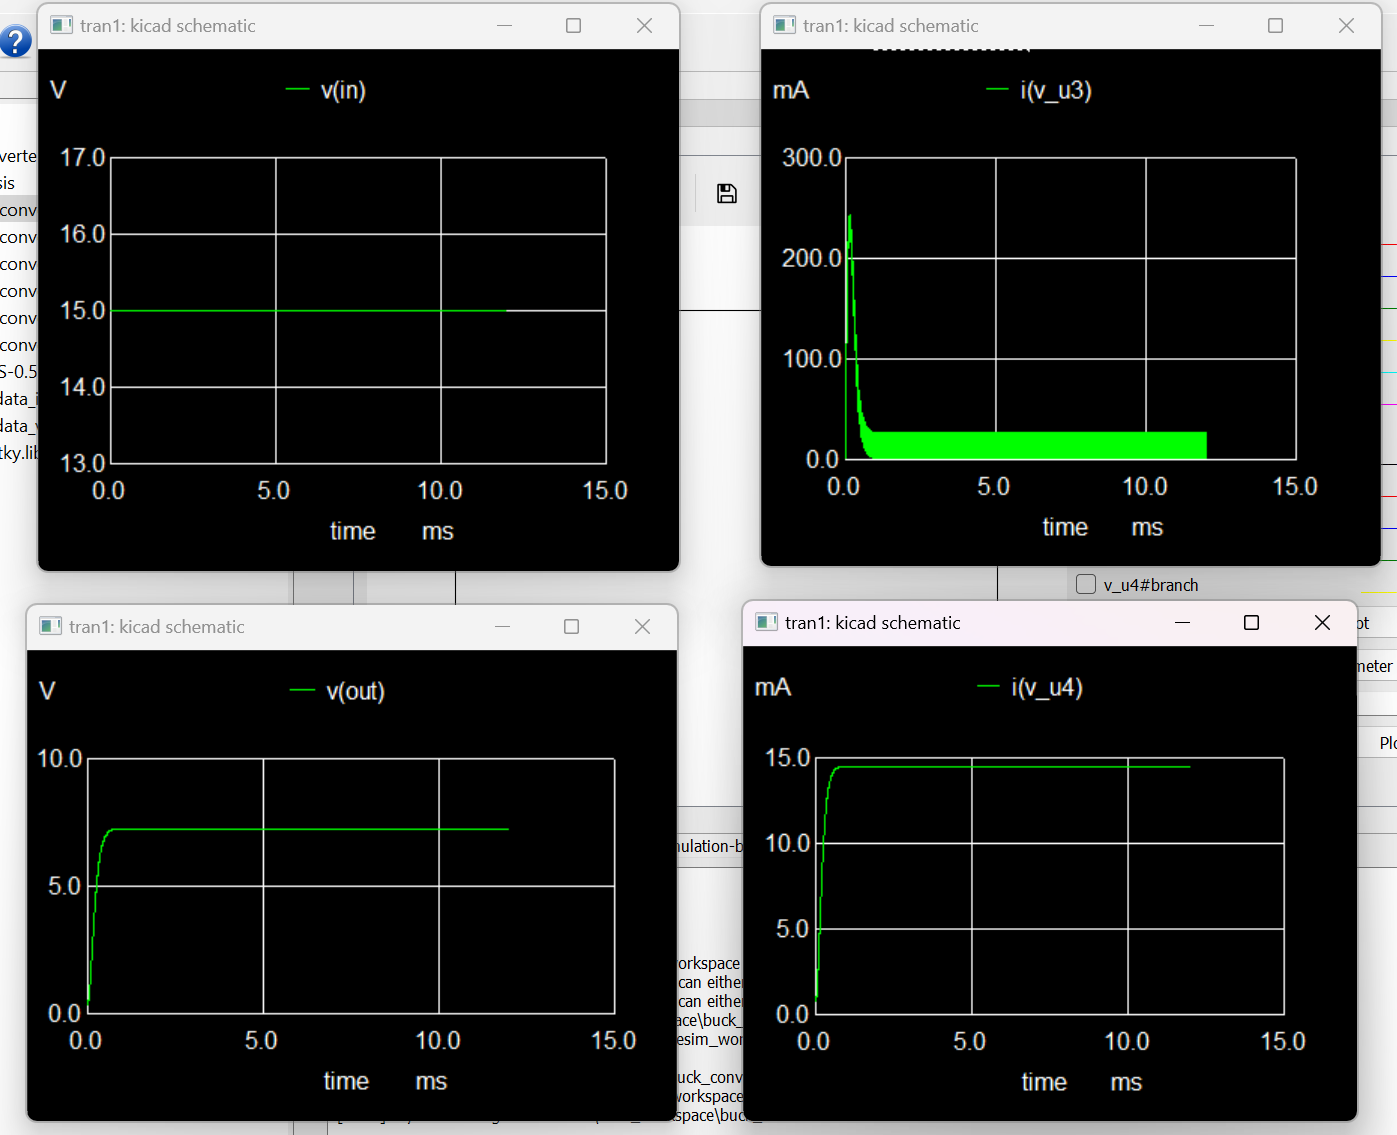 tran1: kicad schematic
V
v(in)
17.0
16.0
15.0
14.0
13.0
0.0 5.0 10.0 15.0
time ms
tran1: kicad schematic
mA
i(v_u3)
300.0
200.0
100.0
0.0
0.0 5.0 10.0 15.0
time ms
?
verte
sis
conv
conv
conv
conv
conv
conv
S-0.5
data_i
data_v
tky.lib
v_u4#branch
ot
meter
Plo
tran1: kicad schematic
V
v(out)
10.0
5.0
0.0
0.0 5.0 10.0 15.0
time ms
tran1: kicad schematic
mA
i(v_u4)
15.0
10.0
5.0
0.0
0.0 5.0 10.0 15.0
time ms
nulation-b
vorkspace
can either
can either
ace\buck_
esim_wor
uck_conv
vorkspace
space\buck_